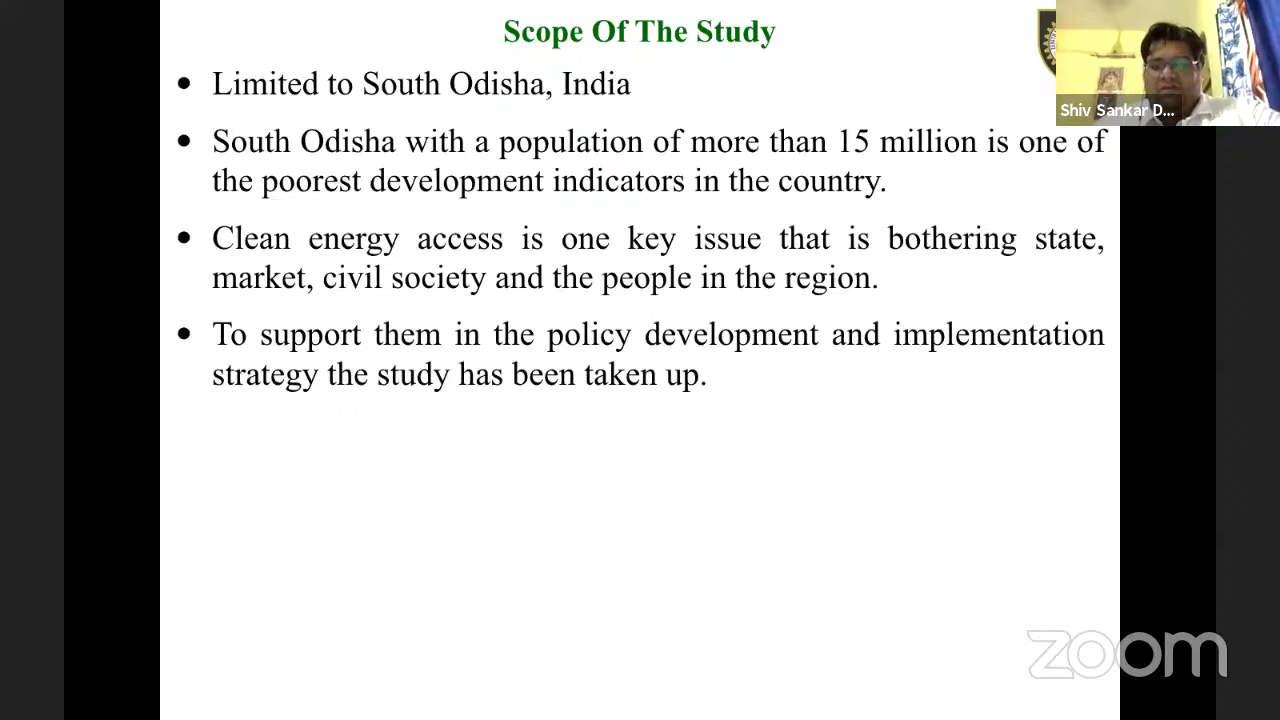 Scope Of The Study
• Limited to South Odisha, India
• South Odisha with a population of more than 15 million is one of
the poorest development indicators in the country.
• Clean energy access is one key issue that is bothering state,
market, civil society and the people in the region.
• To support them in the policy development and implementation
strategy the study has been taken up.
Shiv Sankar D...
zoom